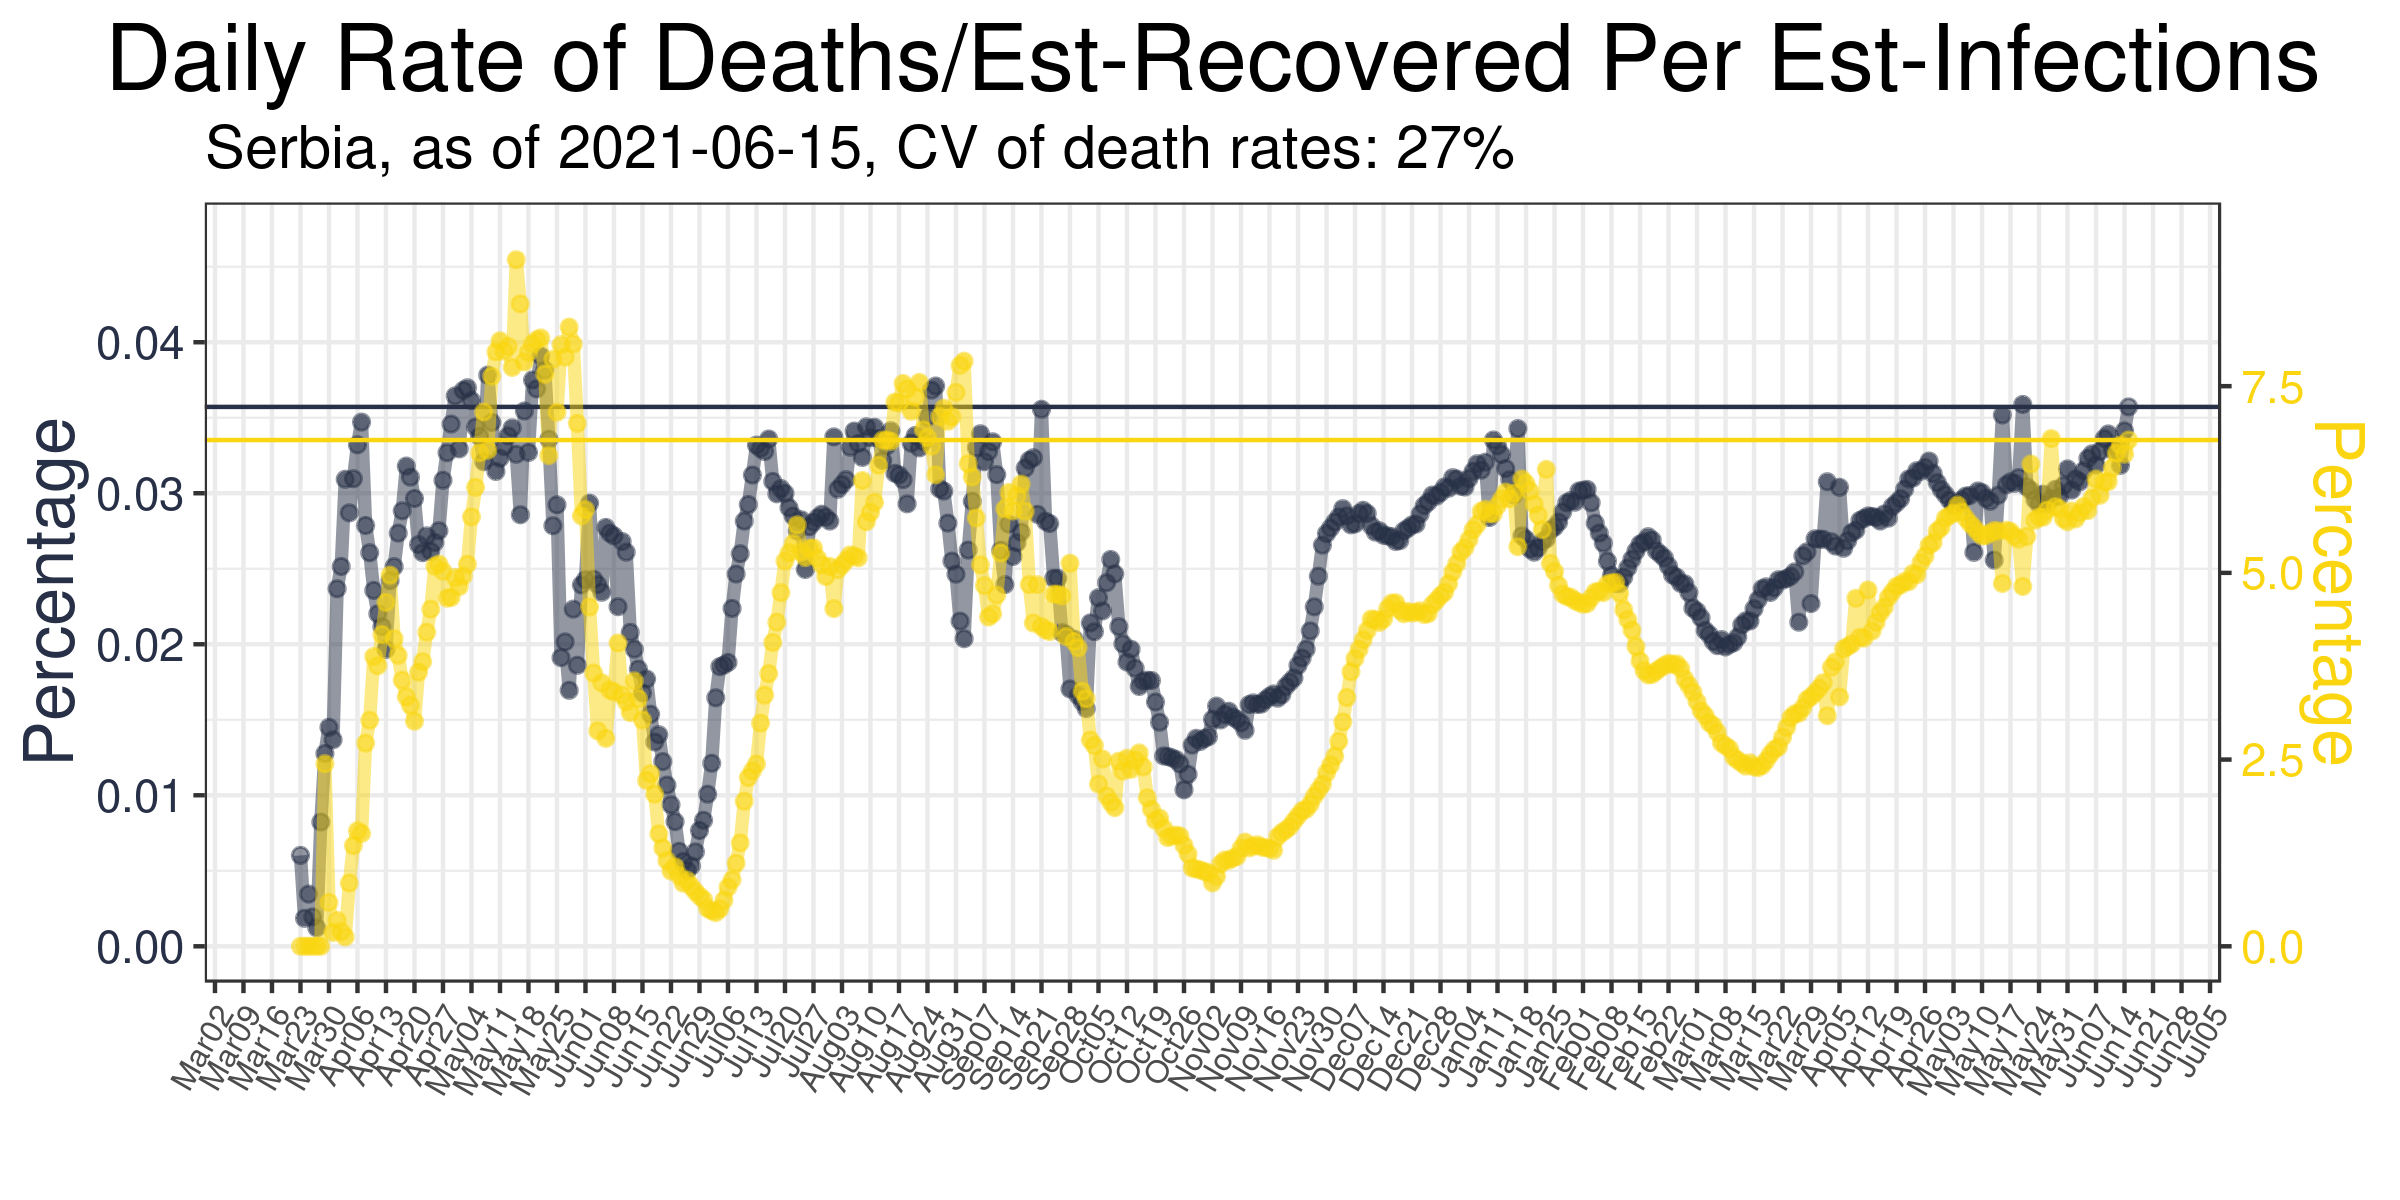 Daily Rate of Deaths/Est-Recovered Per Est-Infections
Serbia, as of 2021-06-15, CV of death rates: 27%
Percentage
0.04
0.03
0.02
0.01
0.00
7.5
5.0
2.5
0.0
Percentage
Mar02
Mar09
Mar16
Mar23
Mar30
Apr06
Apr13
Apr20
Apr27
May04
May11
May18
May25
Jun01
Jun08
Jun15
Jun22
Jun29
Jul06
Jul13
Jul20
Jul27
Aug03
Aug10
Aug17
Aug24
Aug31
Sep07
Sep14
Sep21
Sep28
Oct05
Oct12
Oct19
Oct26
Nov02
Nov09
Nov16
Nov23
Nov30
Dec07
Dec14
Dec21
Dec28
Jan04
Jan11
Jan18
Jan25
Feb01
Feb08
Feb15
Feb22
Mar01
Mar08
Mar15
Mar22
Mar29
Apr05
Apr12
Apr19
Apr26
May03
May10
May17
May24
May31
Jun07
Jun14
Jun21
Jun28
Jul05